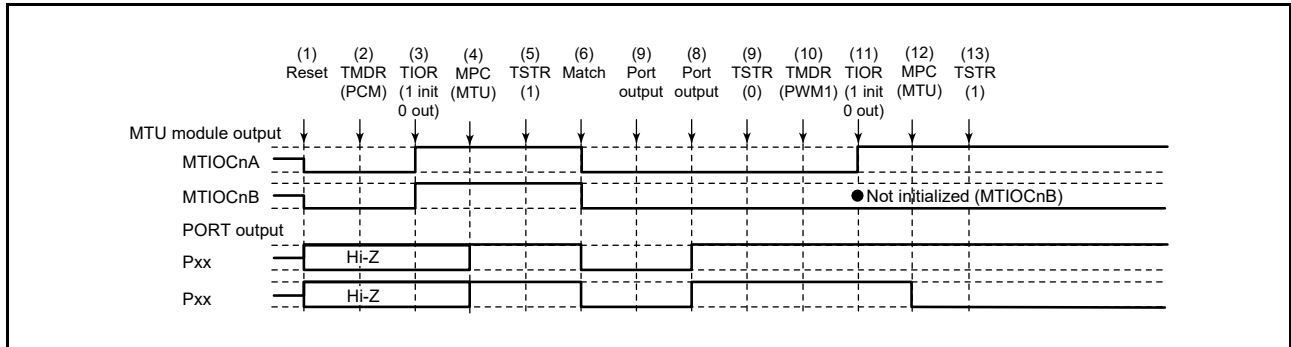 (1) (2) (3) (4) (5) (6) (9) (8) (9) (10) (11) (12) (13)
Reset TMDR TIOR MPC TSTR Match Port Port TSTR TMDR TIOR MPC TSTR
(PCM) (1 init (MTU) (1) output output (0) (PWM1) (1 init (MTU) (1)
0 out) 0 out)
MTU module output
MTIOCnA
MTIOCnB ●Not initialized (MTIOCnB)
PORT output
Pxx Hi-Z
Pxx Hi-Z